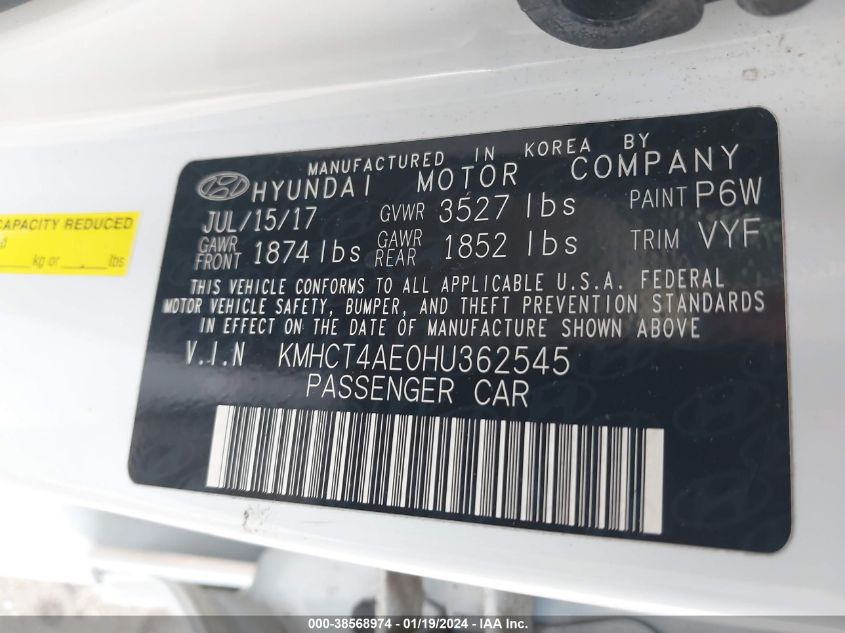 MANUFACTURED IN KOREA BY
HYUNDAI MOTOR COMPANY
JUL/15/17 GVWR 3527 lbs PAINT P6W
GAWR FRONT 1874 lbs GAWR REAR 1852 lbs TRIM VYF
THIS VEHICLE CONFORMS TO ALL APPLICABLE U.S.A. FEDERAL
MOTOR VEHICLE SAFETY, BUMPER, AND THEFT PREVENTION STANDARDS
IN EFFECT ON THE DATE OF MANUFACTURE SHOWN ABOVE
V.I.N KMHCT4AE0HU362545
PASSENGER CAR
CAPACITY REDUCED
kg or lbs
000-38568974 / 01/19/2024 - IAA Inc.